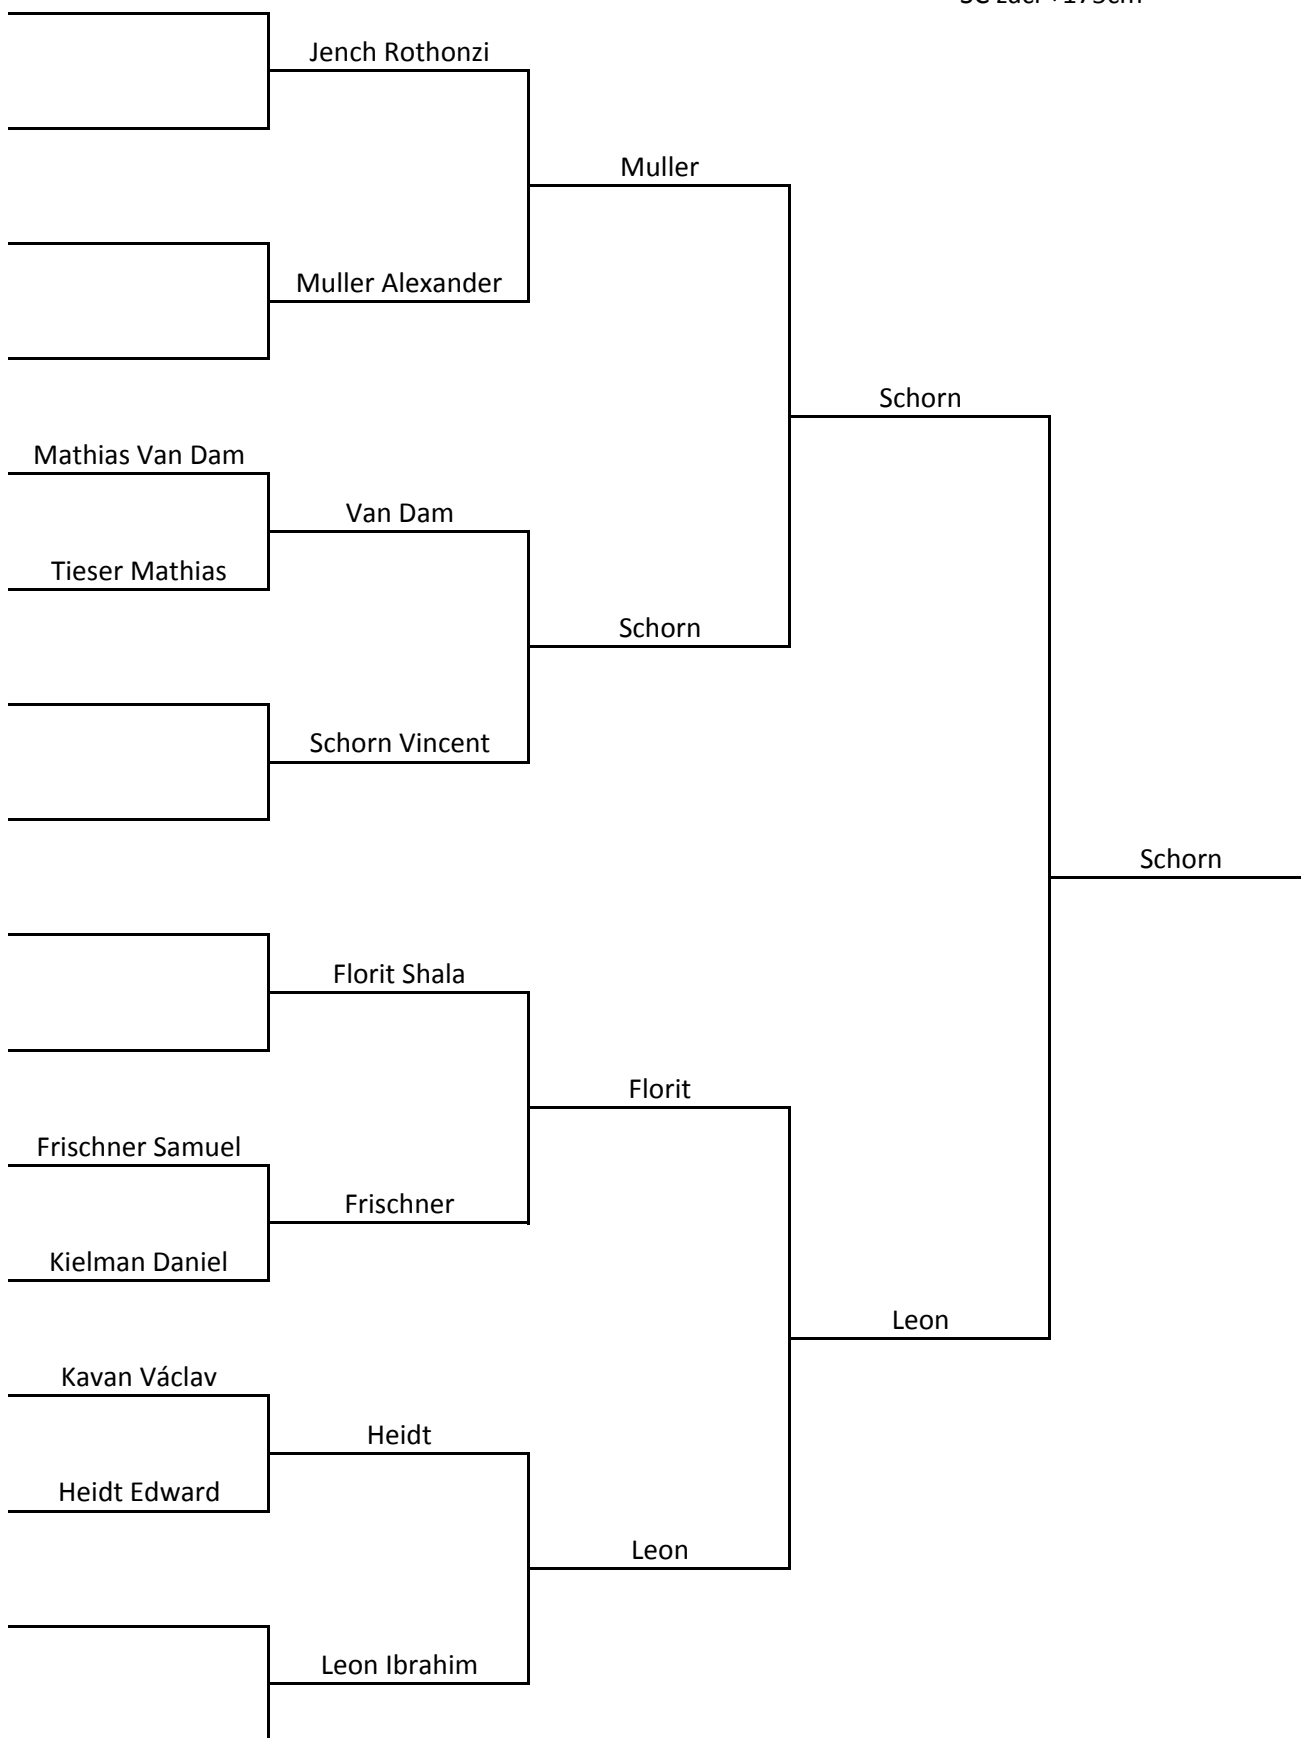 Jench Rothonzi
Muller
Muller Alexander
Schorn
Mathias Van Dam
Van Dam
Tieser Mathias
Schorn
Schorn Vincent
Schorn
Florit Shala
Florit
Frischner Samuel
Frischner
Kielman Daniel
Leon
Kavan Václav
Heidt
Heidt Edward
Leon
Leon Ibrahim